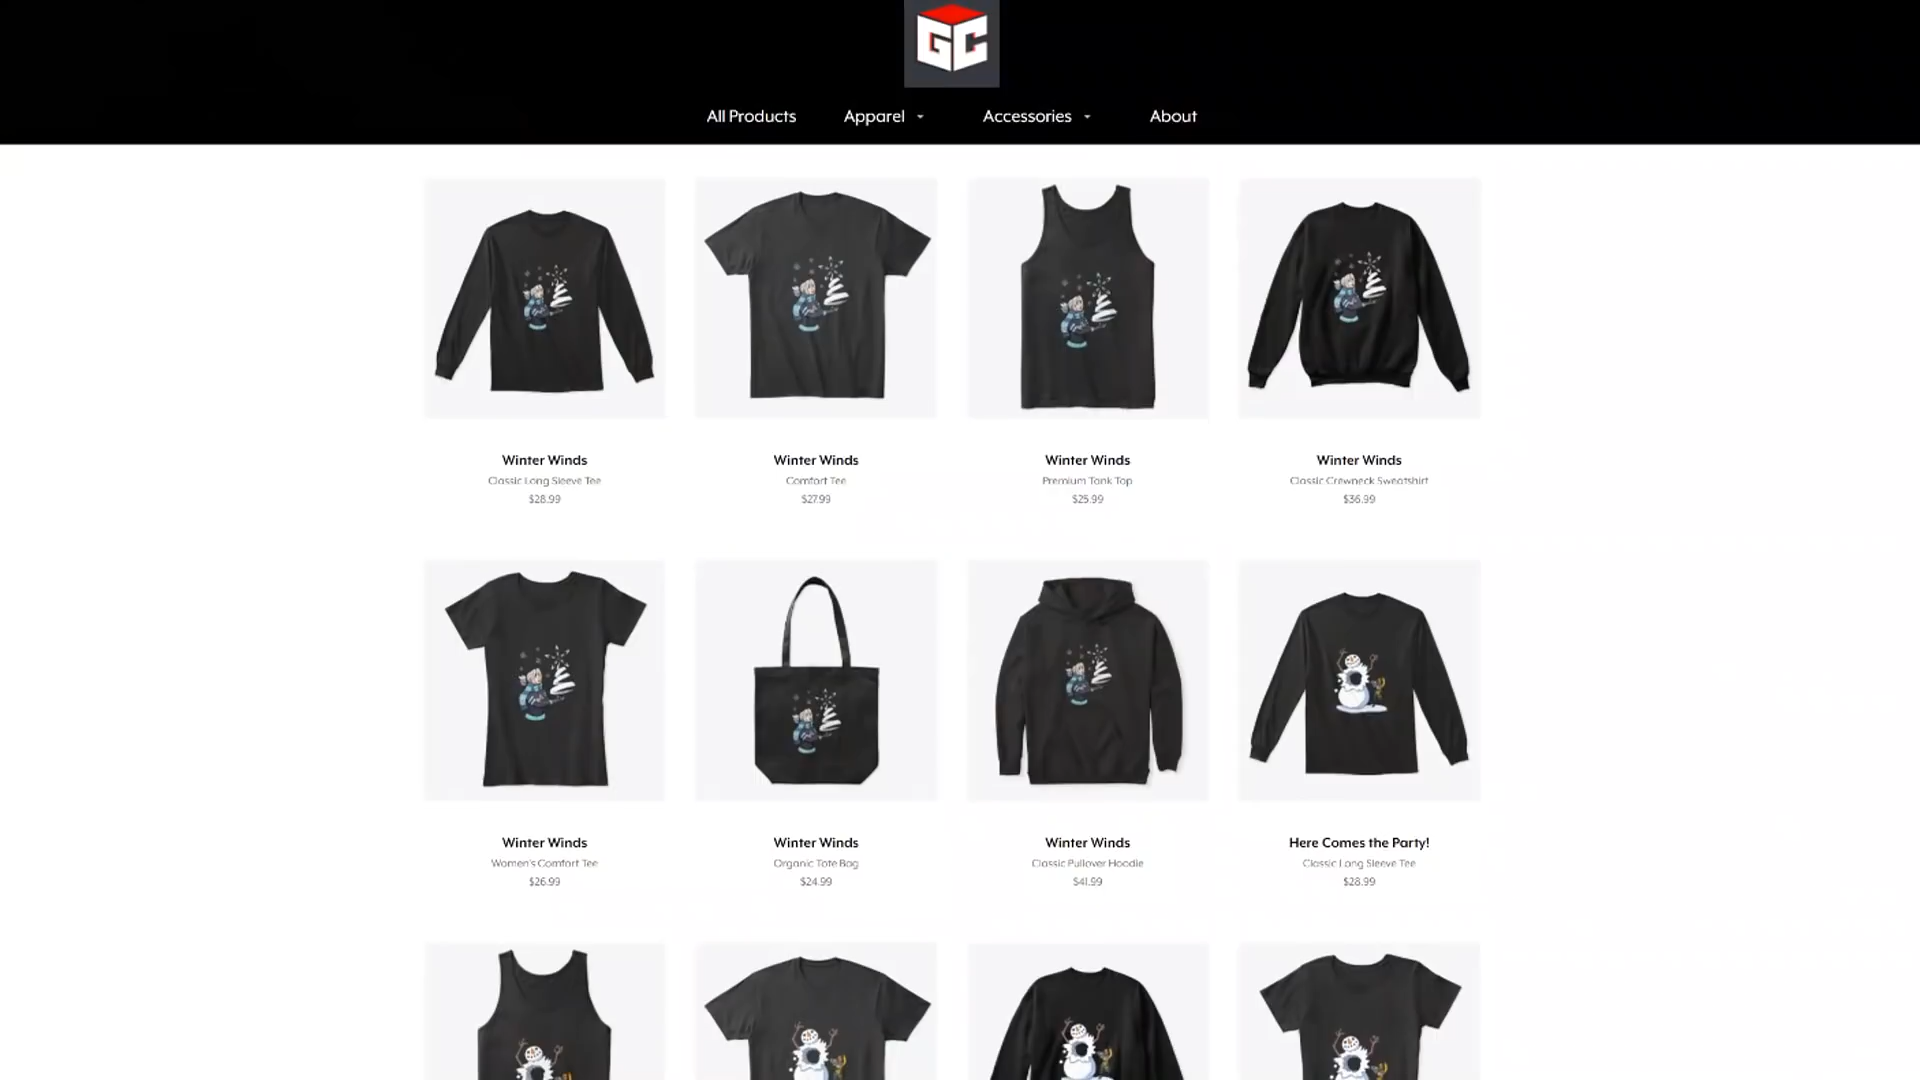 GC
All Products Apparel Accessories About
Winter Winds
Classic Long Sleeve Tee
$28.99
Winter Winds
Comfort Tee
$27.99
Winter Winds
Premium Tank Top
$25.99
Winter Winds
Classic Crewneck Sweatshirt
$36.99
Winter Winds
Women's Comfort Tee
$26.99
Winter Winds
Organic Tote Bag
$24.99
Winter Winds
Classic Pullover Hoodie
$41.99
Here Comes the Party!
Classic Long Sleeve Tee
$28.99